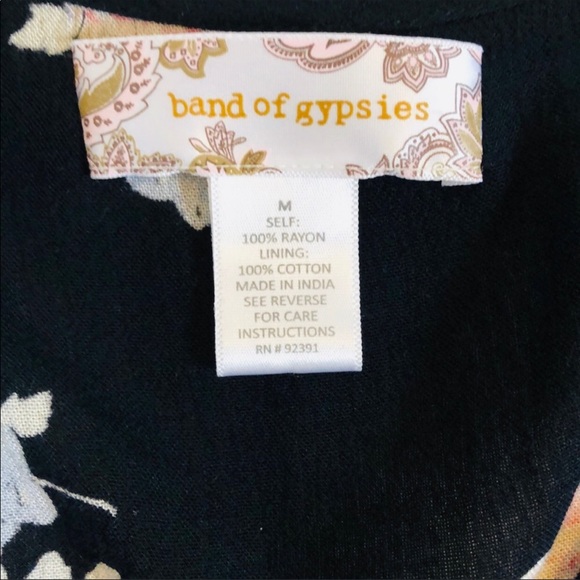 band of gypsies
M
SELF:
100% RAYON
LINING:
100% COTTON
MADE IN INDIA
SEE REVERSE
FOR CARE
INSTRUCTIONS
RN # 92391